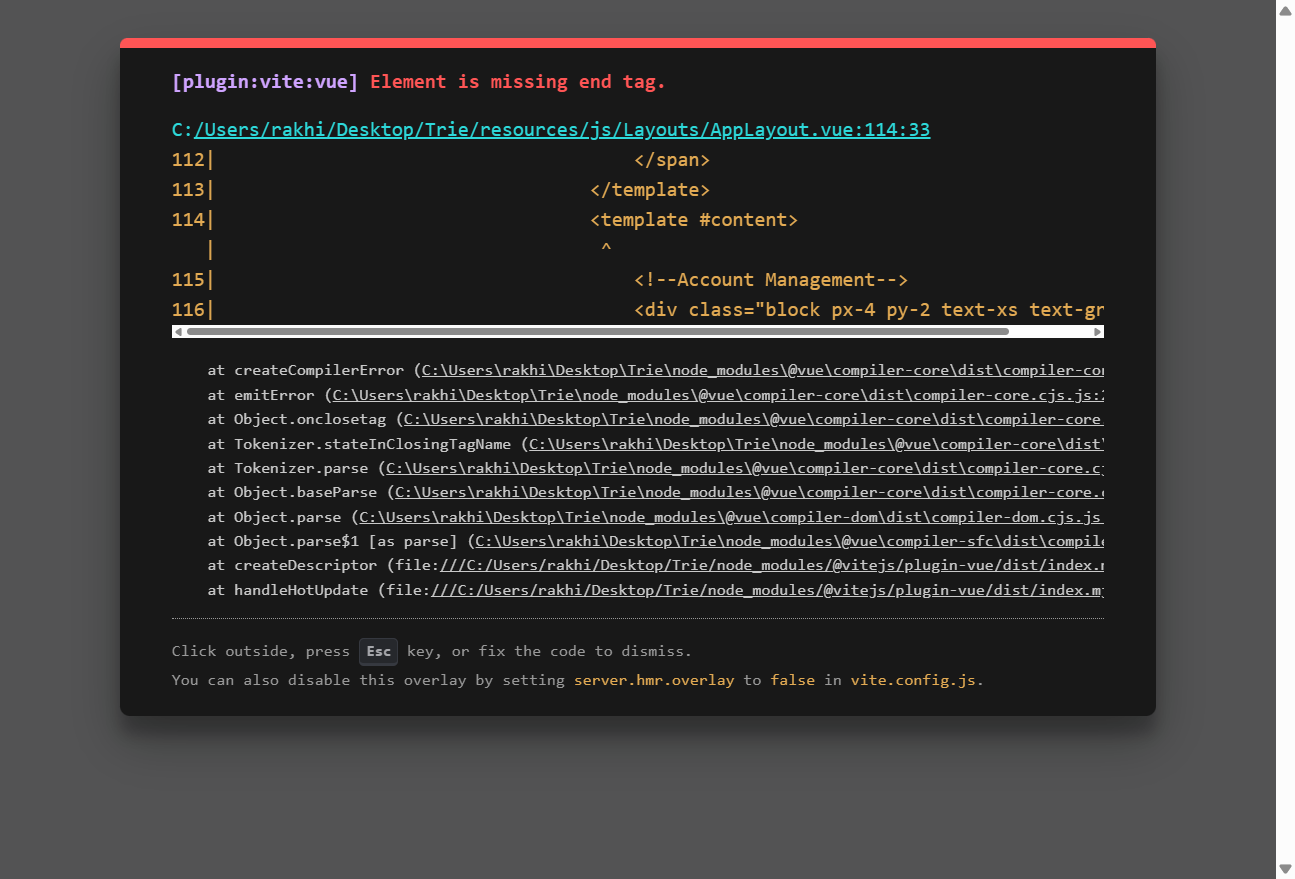 [plugin:vite:vue] Element is missing end tag.
C:/Users/rakhi/Desktop/Trie/resources/js/Layouts/AppLayout.vue:114:33
112|                                      </span>
113|                                  </template>
114|                                  <template #content>
   |                                   ^
115|                                      <!--Account Management-->
116|                                      <div class="block px-4 py-2 text-xs
at createCompilerError (C:\Users\rakhi\Desktop\Trie\node_modules\@vue\compiler-core\dist\
at emitError (C:\Users\rakhi\Desktop\Trie\node_modules\@vue\compiler-core\dist\compiler-core.cjs.js:
at Object.onclosetag (C:\Users\rakhi\Desktop\Trie\node_modules\@vue\compiler-core\dist\compiler-core.
at Tokenizer.stateInClosingTagName (C:\Users\rakhi\Desktop\Trie\node_modules\@vue\compiler-core\dist\
at Tokenizer.parse (C:\Users\rakhi\Desktop\Trie\node_modules\@vue\compiler-core\dist\compiler-core.
at Object.baseParse (C:\Users\rakhi\Desktop\Trie\node_modules\@vue\compiler-core\dist\compiler-core.
at Object.parse (C:\Users\rakhi\Desktop\Trie\node_modules\@vue\compiler-dom\dist\compiler-dom.cjs.js
at Object.parse$1 [as parse] (C:\Users\rakhi\Desktop\Trie\node_modules\@vue\compiler-sfc\dist\
at createDescriptor (file:///C:/Users/rakhi/Desktop/Trie/node_modules/@vitejs/plugin-vue/dist/index.
at handleHotUpdate (file:///C:/Users/rakhi/Desktop/Trie/node_modules/@vitejs/plugin-vue/dist/index.
Click outside, press Esc key, or fix the code to dismiss.
You can also disable this overlay by setting server.hmr.overlay to false in vite.config.js.